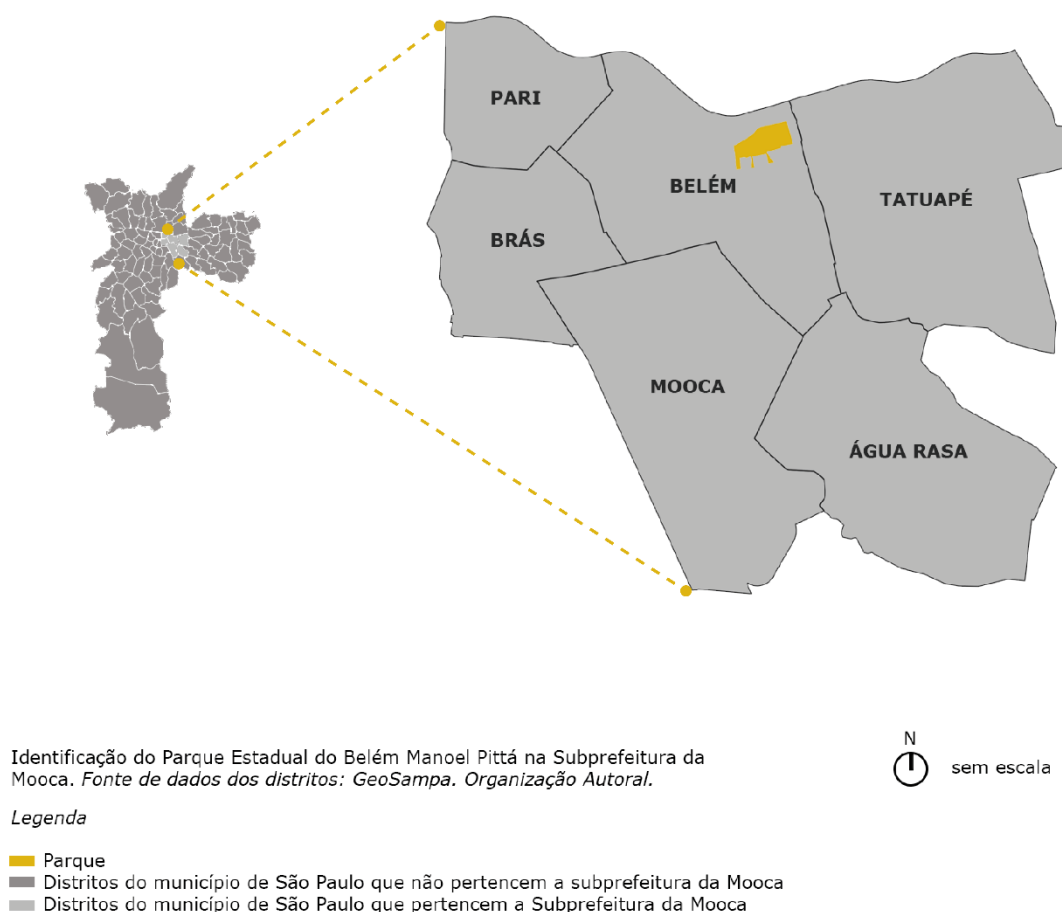 PARI
BELÉM
TATUAPÉ
BRÁS
MOOCA
ÁGUA RASA
Identificação do Parque Estadual do Belém Manoel Pittá na Subprefeitura da
Mooca. Fonte de dados dos distritos: GeoSampa. Organização Autoral.
N
sem escala
Legenda
Parque
Distritos do município de São Paulo que não pertencem a subprefeitura da Mooca
Distritos do município de São Paulo que pertencem a Subprefeitura da Mooca